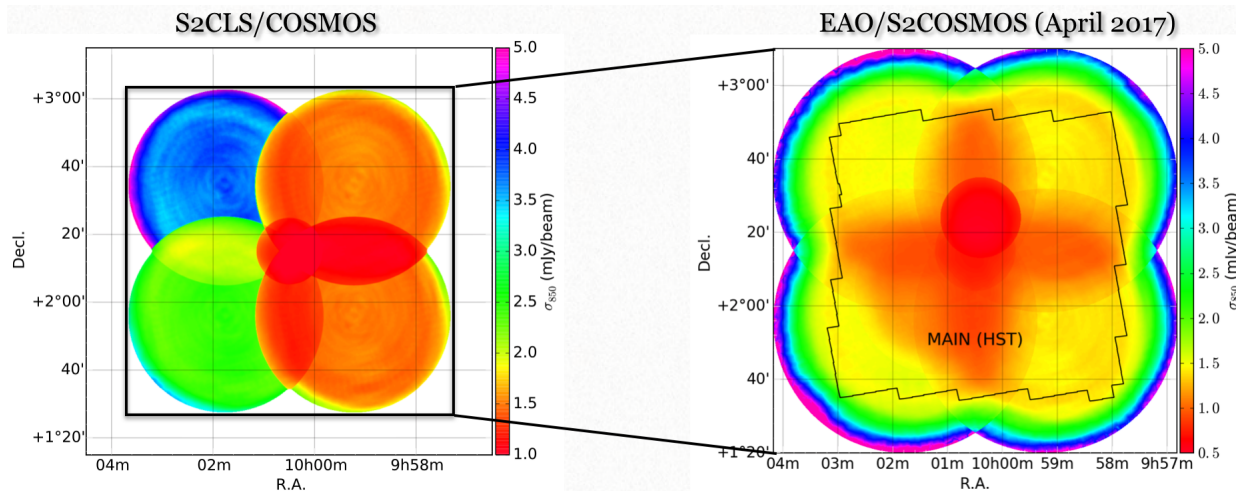 S2CLS/COSMOS
+3°00'
40'
20'
+2°00'
40'
+1°20'
Decl.
04m
02m
10h00m
9h58m
R.A.
5.0
4.5
4.0
3.5
3.0
2.5
2.0
1.5
1.0
σ850 (mJy/beam)
EAO/S2COSMOS (April 2017)
+3°00'
40'
20'
+2°00'
40'
+1°20'
Decl.
MAIN (HST)
04m
03m
02m
01m
10h00m
59m
58m
9h57m
R.A.
5.0
4.5
4.0
3.5
3.0
2.5
2.0
1.5
1.0
0.5
σ850 (mJy/beam)